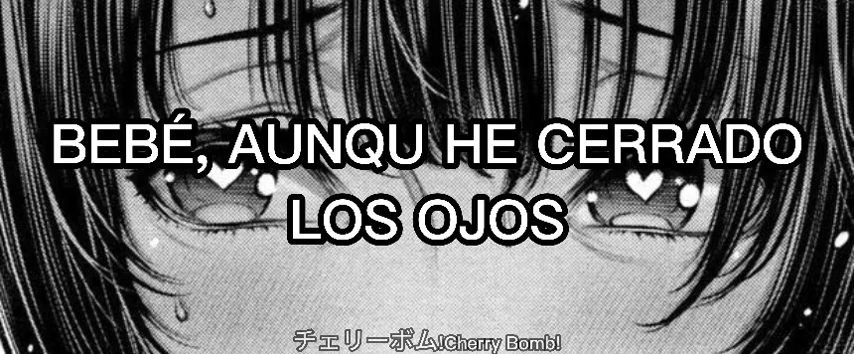 BEBÉ, AUNQU HE CERRADO
LOS OJOS
チェリーボム!Cherry Bomb!